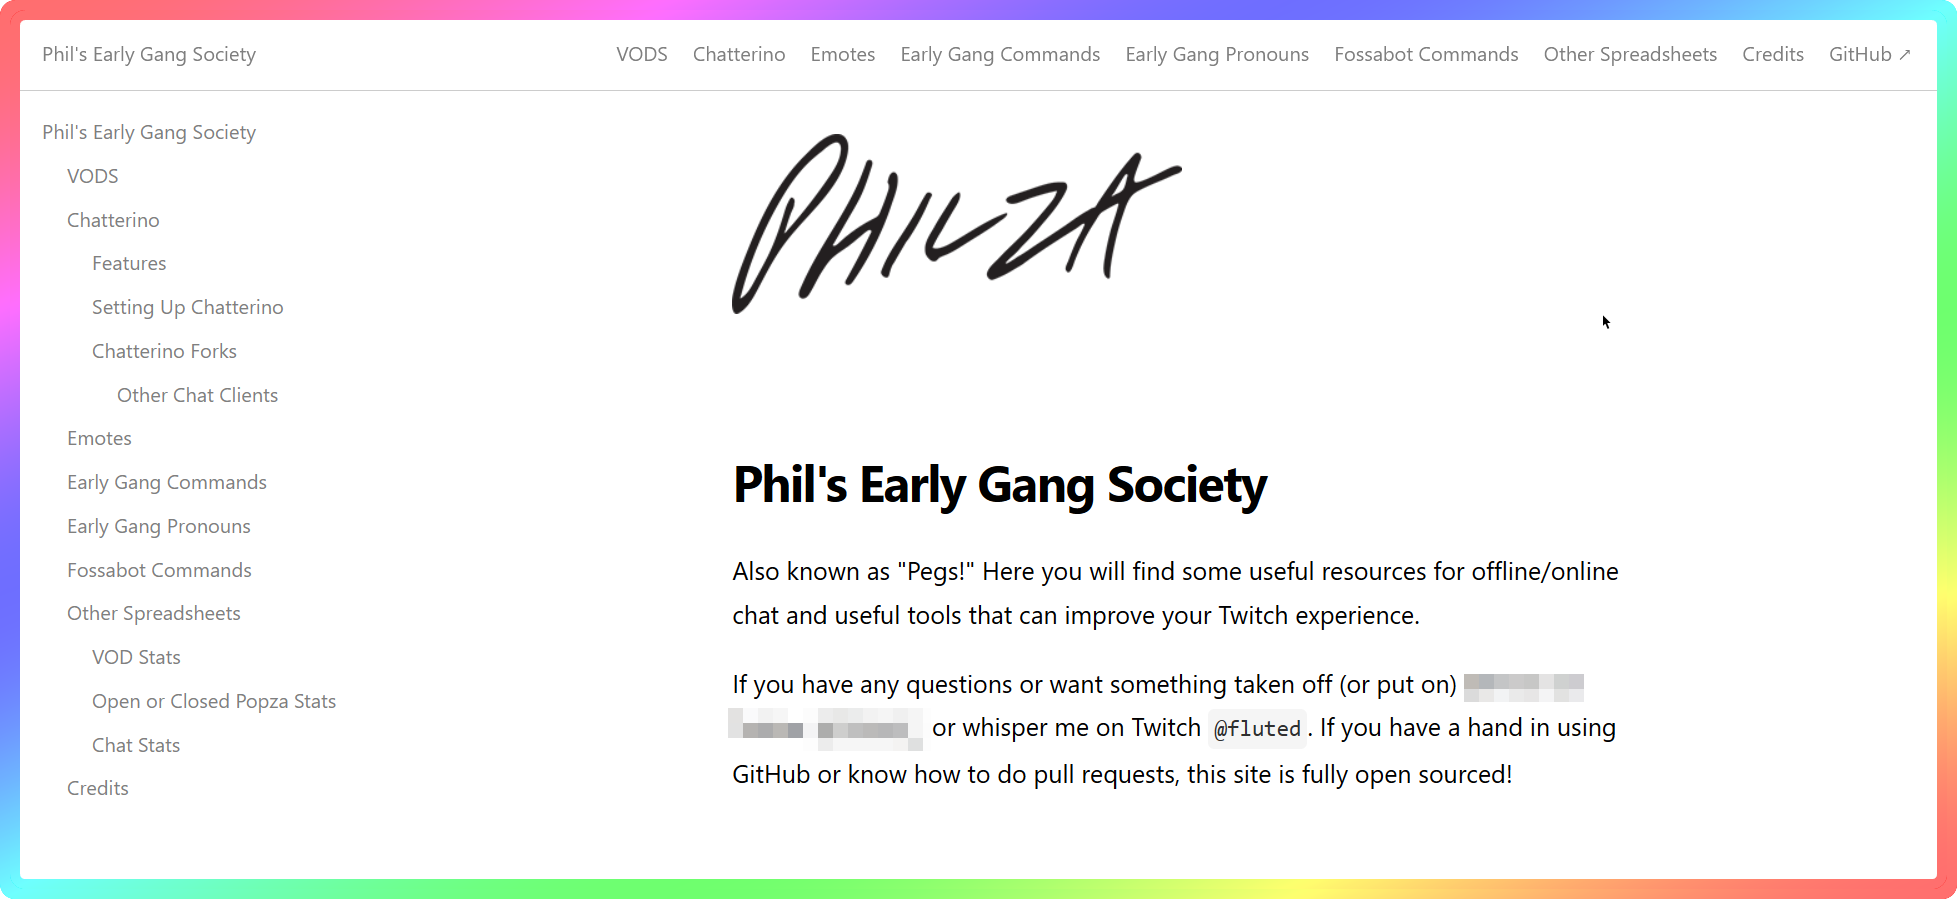 Phil's Early Gang Society
VODS Chatterino Emotes Early Gang Commands Early Gang Pronouns Fossabot Commands Other Spreadsheets Credits GitHub ↗
Phil's Early Gang Society
VODS
Chatterino
Features
Setting Up Chatterino
Chatterino Forks
Other Chat Clients
Emotes
Early Gang Commands
Early Gang Pronouns
Fossabot Commands
Other Spreadsheets
VOD Stats
Open or Closed Popza Stats
Chat Stats
Credits
PHILZA
Phil's Early Gang Society
Also known as "Pegs!" Here you will find some useful resources for offline/online
chat and useful tools that can improve your Twitch experience.
If you have any questions or want something taken off (or put on)
or whisper me on Twitch @fluted. If you have a hand in using
GitHub or know how to do pull requests, this site is fully open sourced!